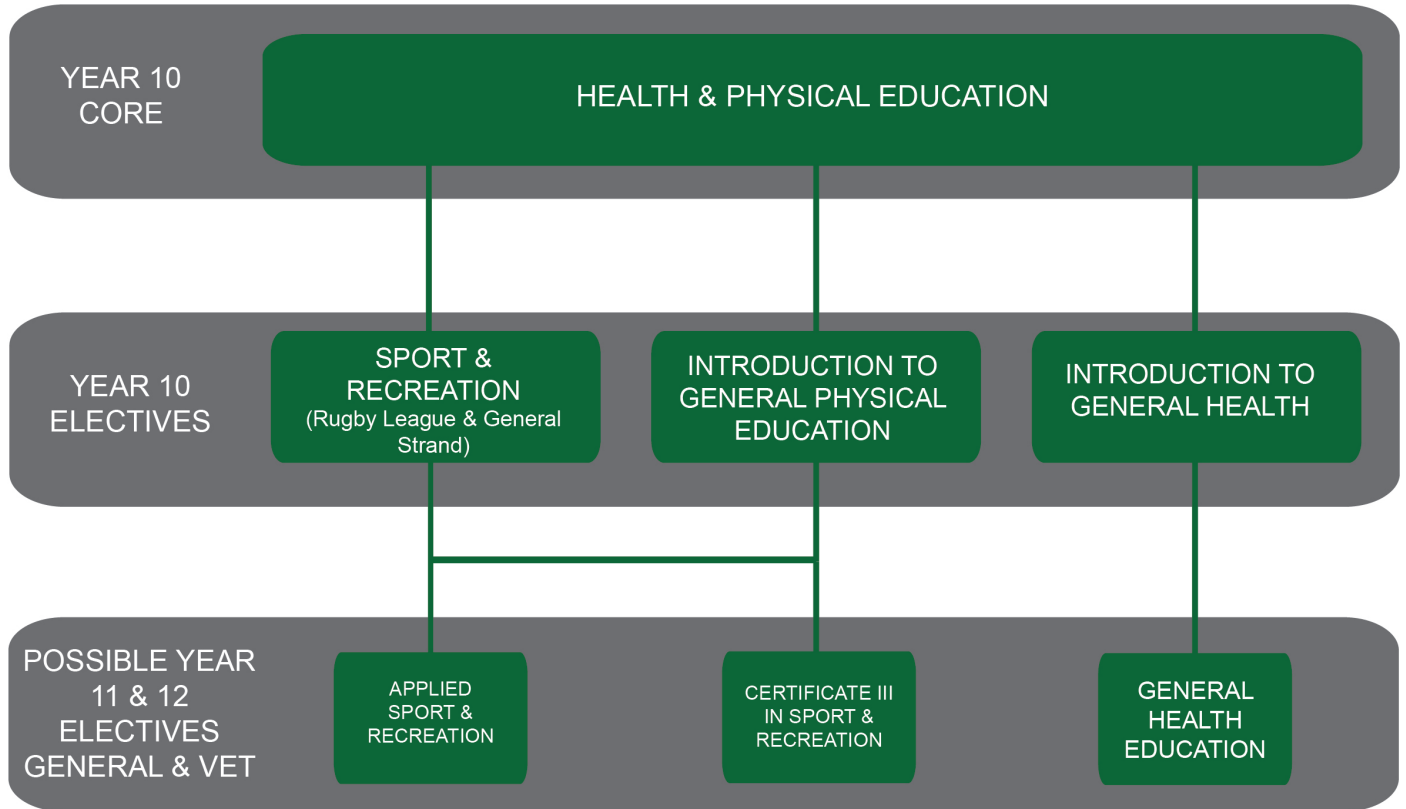 YEAR 10
CORE
HEALTH & PHYSICAL EDUCATION
YEAR 10
ELECTIVES
SPORT &
RECREATION
(Rugby League & General
Strand)
INTRODUCTION TO
GENERAL PHYSICAL
EDUCATION
INTRODUCTION TO
GENERAL HEALTH
POSSIBLE YEAR
11 & 12
ELECTIVES
GENERAL & VET
APPLIED
SPORT &
RECREATION
CERTIFICATE III
IN SPORT &
RECREATION
GENERAL
HEALTH
EDUCATION